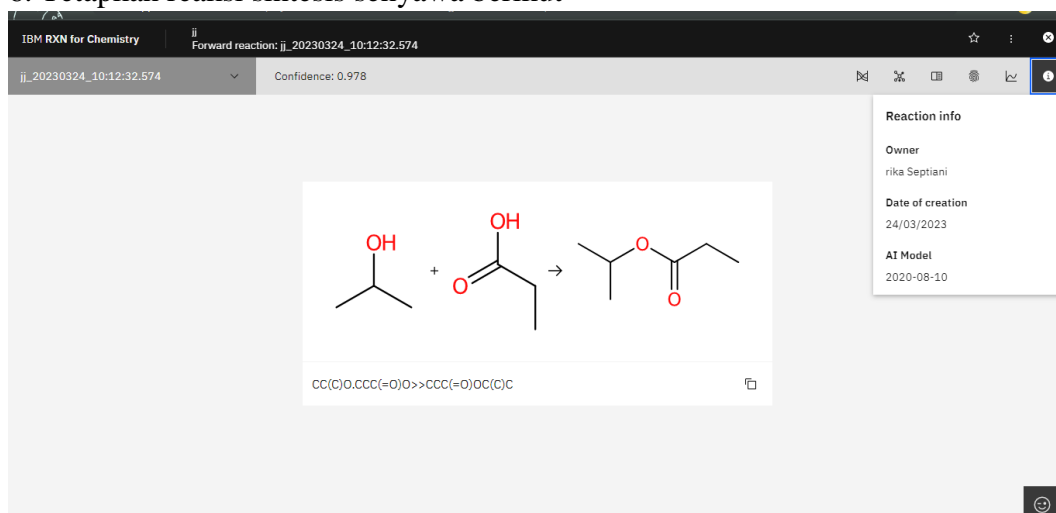 IBM RXN for Chemistry
Forward reaction: jj_20230324_10:12:32.574
jj_20230324_10:12:32.574
Confidence: 0.978
Reaction info
Owner
rika Septiani
Date of creation
24/03/2023
AI Model
2020-08-10
OH
+
O
OH
→
O
O
CC(C)O.CCC(=O)O>>CCC(=O)OC(C)C